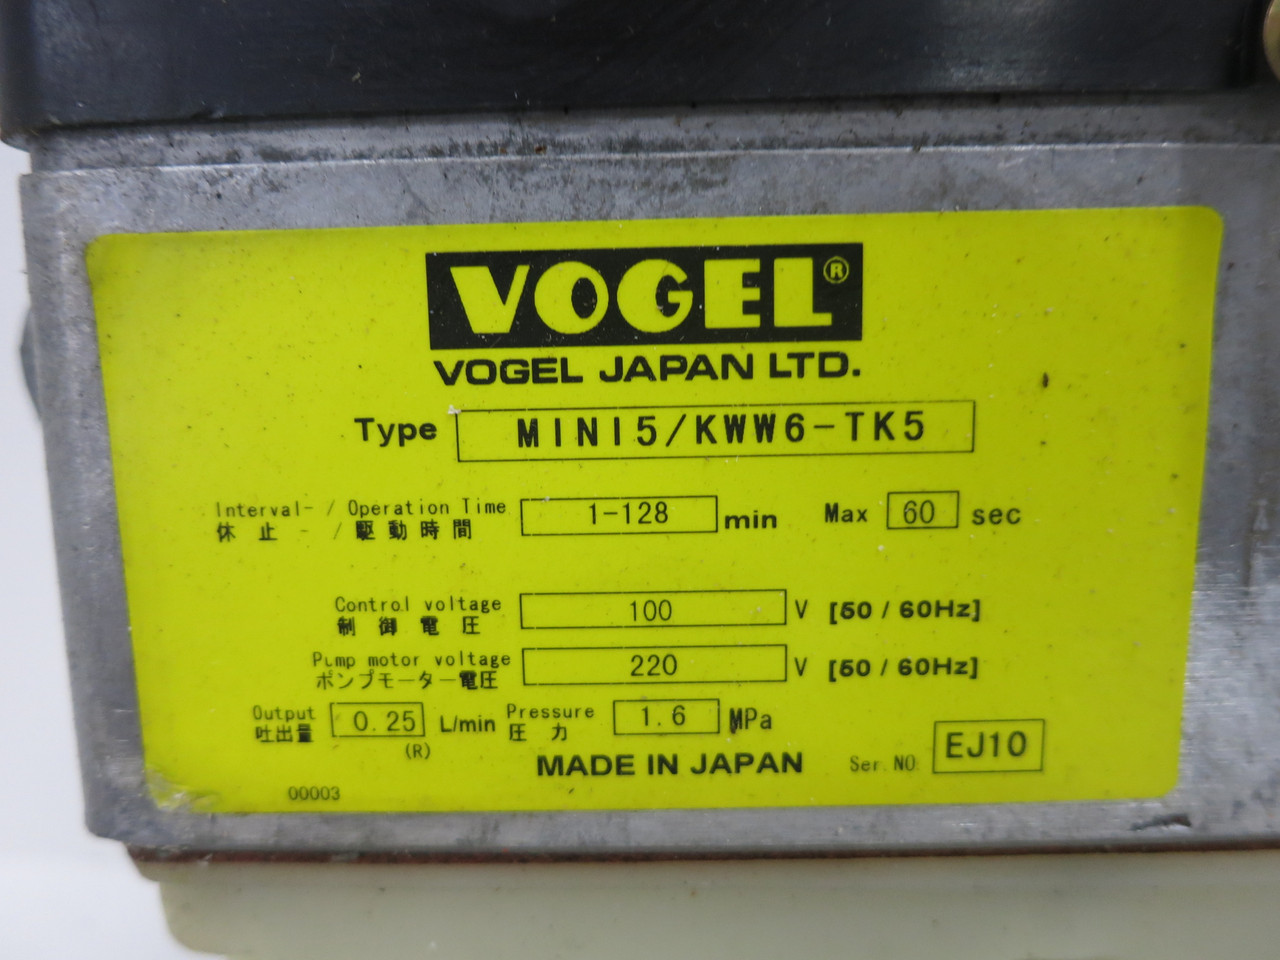 VOGEL®
VOGEL JAPAN LTD.
Type MINI5/KWW6-TK5
Interval- / Operation Time 1-128 min Max 60 sec
休止 - / 駆動時間
Control voltage 100 V [50 / 60Hz]
制御電圧
Pump motor voltage 220 V [50 / 60Hz]
ポンプモーター電圧
Output 0.25 L/min Pressure 1.6 MPa
吐出量 (R) 圧力
MADE IN JAPAN Ser. NO. EJ10
00003